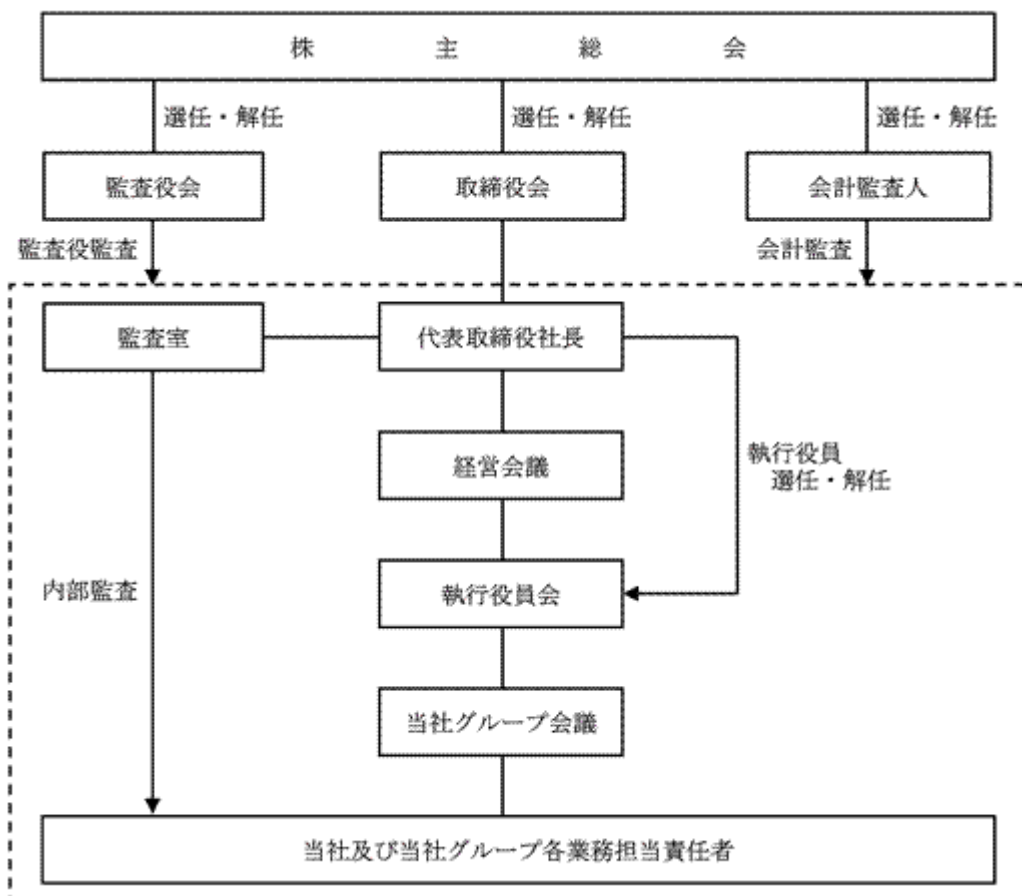 株主総会
選任・解任
選任・解任
選任・解任
監査役会
取締役会
会計監査人
監査役監査
会計監査
監査室
代表取締役社長
経営会議
執行役員
選任・解任
内部監査
執行役員会
当社グループ会議
当社及び当社グループ各業務担当責任者